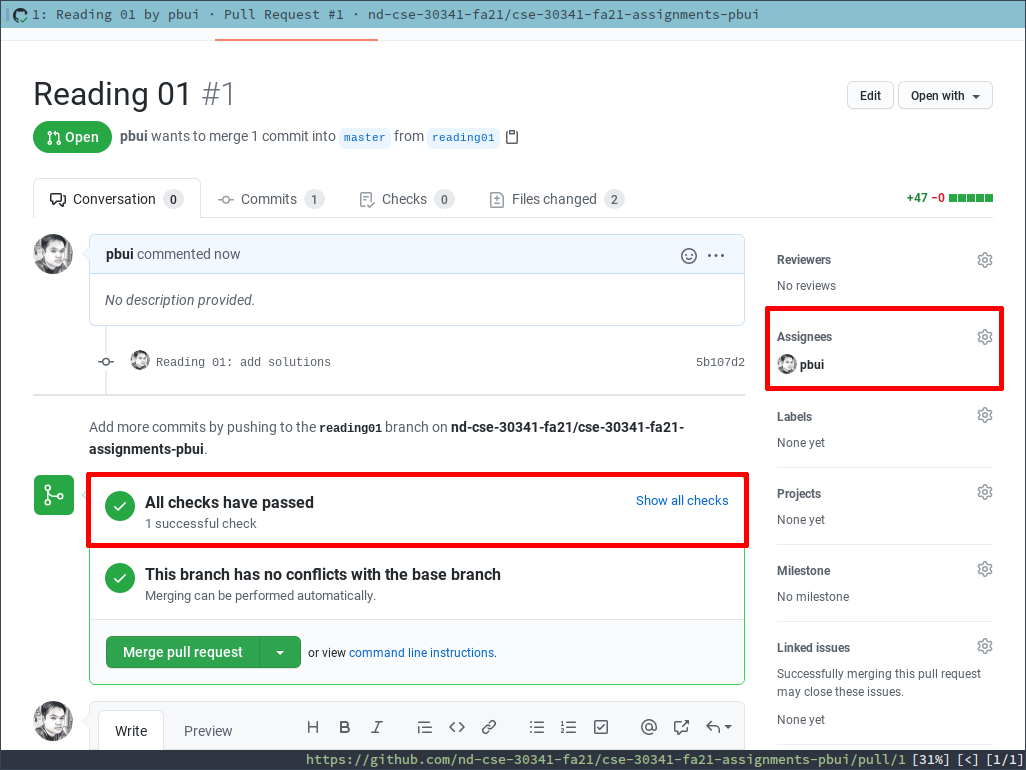 1: Reading 01 by pbui · Pull Request #1 · nd-cse-30341-fa21/cse-30341-fa21-assignments-pbui
Reading 01 #1
Edit
Open with
Open
pbui wants to merge 1 commit into master from reading01
Conversation 0
Commits 1
Checks 0
Files changed 2
+47 −0
pbui commented now
No description provided.
Reading 01: add solutions
5b107d2
Add more commits by pushing to the reading01 branch on nd-cse-30341-fa21/cse-30341-fa21-
assignments-pbui.
All checks have passed
Show all checks
1 successful check
This branch has no conflicts with the base branch
Merging can be performed automatically.
Merge pull request
or view command line instructions.
Write
Preview
Reviewers
No reviews
Assignees
pbui
Labels
None yet
Projects
None yet
Milestone
No milestone
Linked issues
Successfully merging this pull request
may close these issues.
None yet
https://github.com/nd-cse-30341-fa21/cse-30341-fa21-assignments-pbui/pull/1 [31%] [<] [1/1]